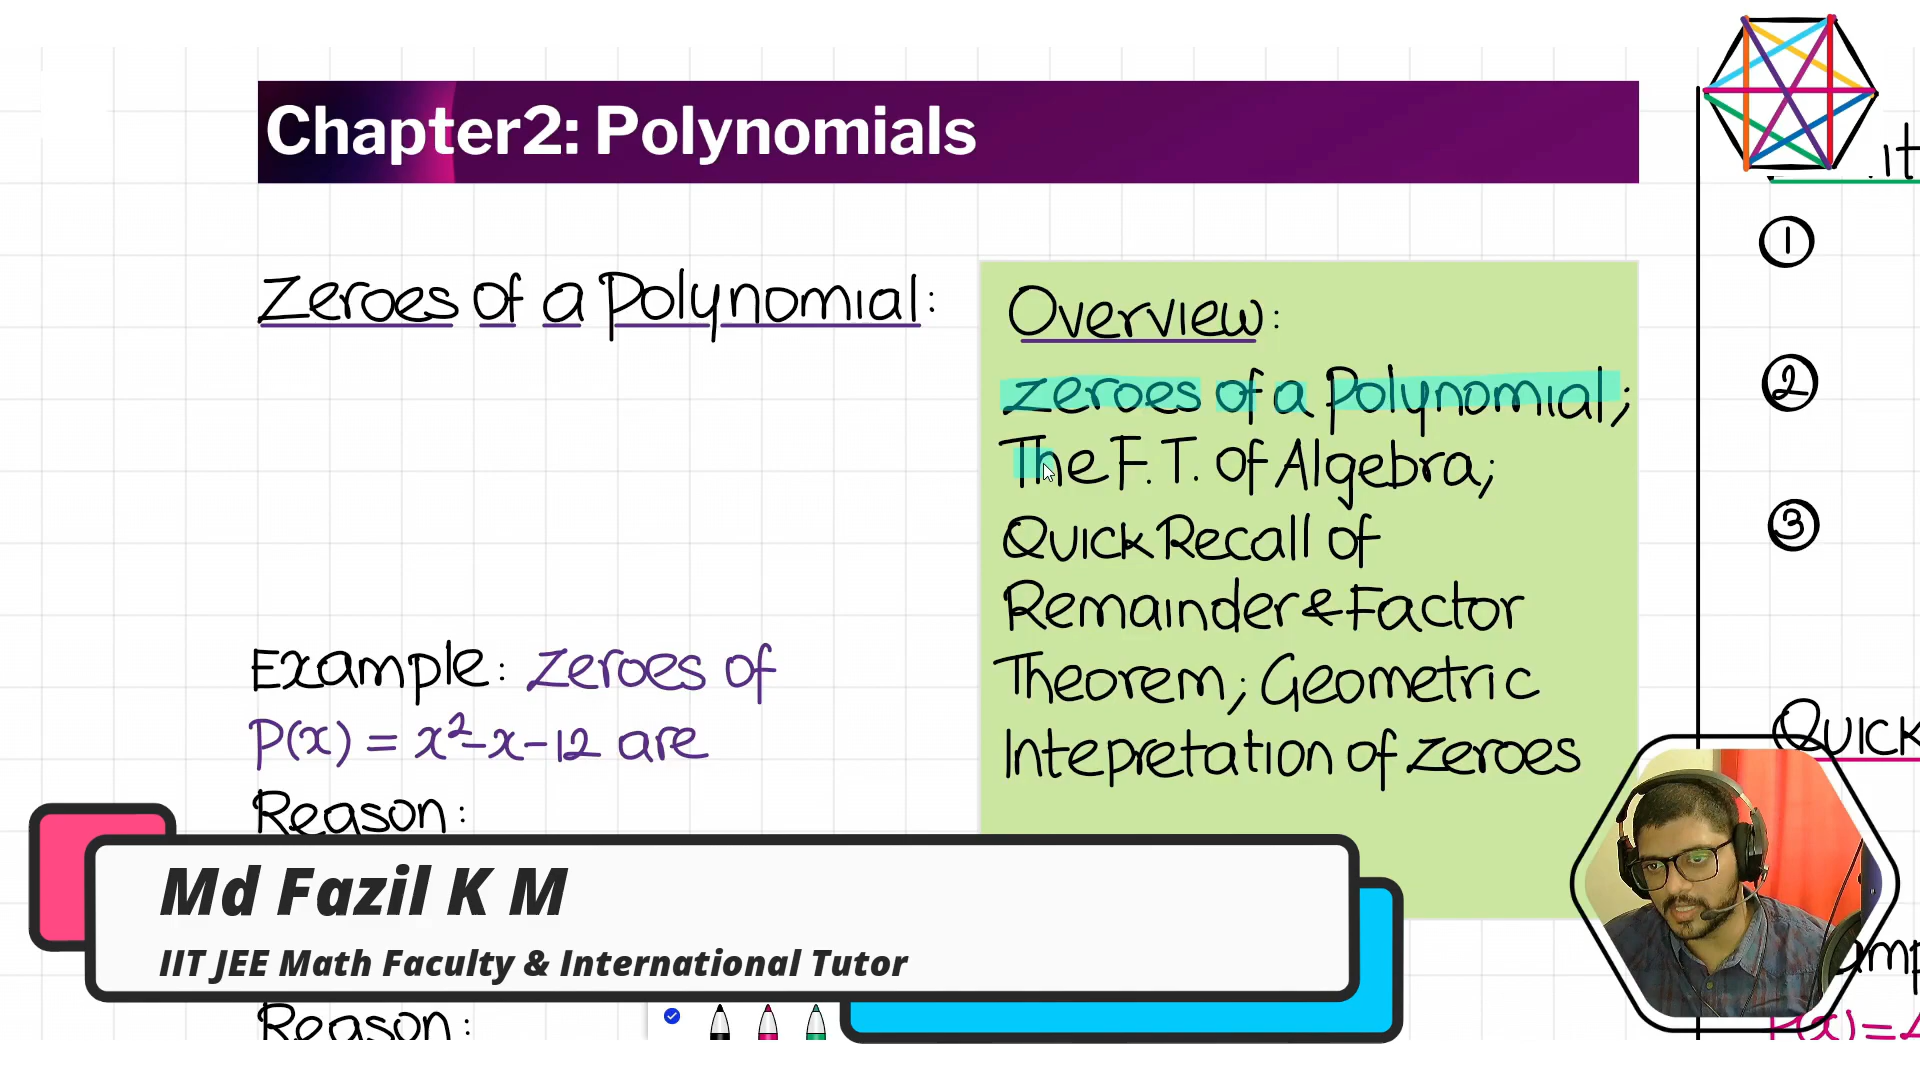 Chapter2: Polynomials
Zeroes of a Polynomial:
Example: Zeroes of
P(x) = x²-x-12 are
Reason:
Overview:
Zeroes of a Polynomial;
The F.T. of Algebra;
Quick Recall of
Remainder & Factor
Theorem; Geometric
Intepretation of zeroes
Md Fazil K M
IIT JEE Math Faculty & International Tutor
Reason:
it
1
2
3
Quick